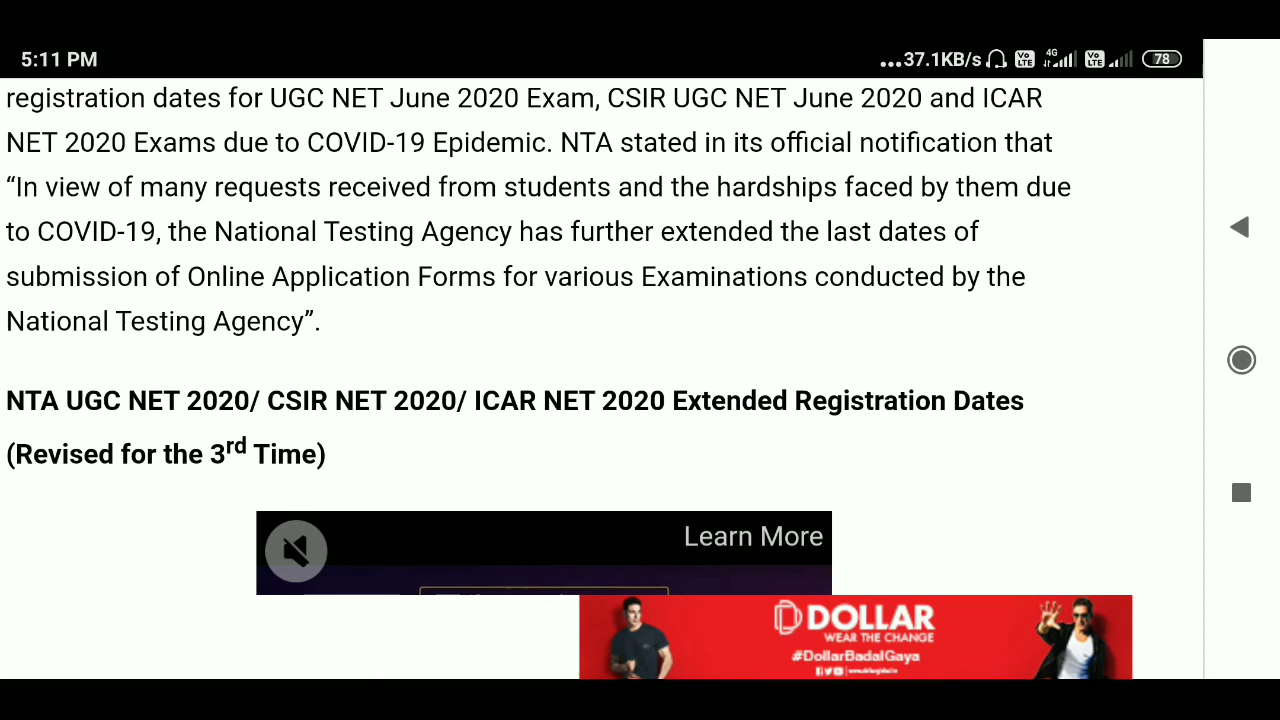 5:11 PM
...37.1KB/s Vo LTE 4G Vo LTE 78
registration dates for UGC NET June 2020 Exam, CSIR UGC NET June 2020 and ICAR
NET 2020 Exams due to COVID-19 Epidemic. NTA stated in its official notification that
“In view of many requests received from students and the hardships faced by them due
to COVID-19, the National Testing Agency has further extended the last dates of
submission of Online Application Forms for various Examinations conducted by the
National Testing Agency”.
NTA UGC NET 2020/ CSIR NET 2020/ ICAR NET 2020 Extended Registration Dates
(Revised for the 3rd Time)
Learn More
DOLLAR
WEAR THE CHANGE
#DollarBadalGaya